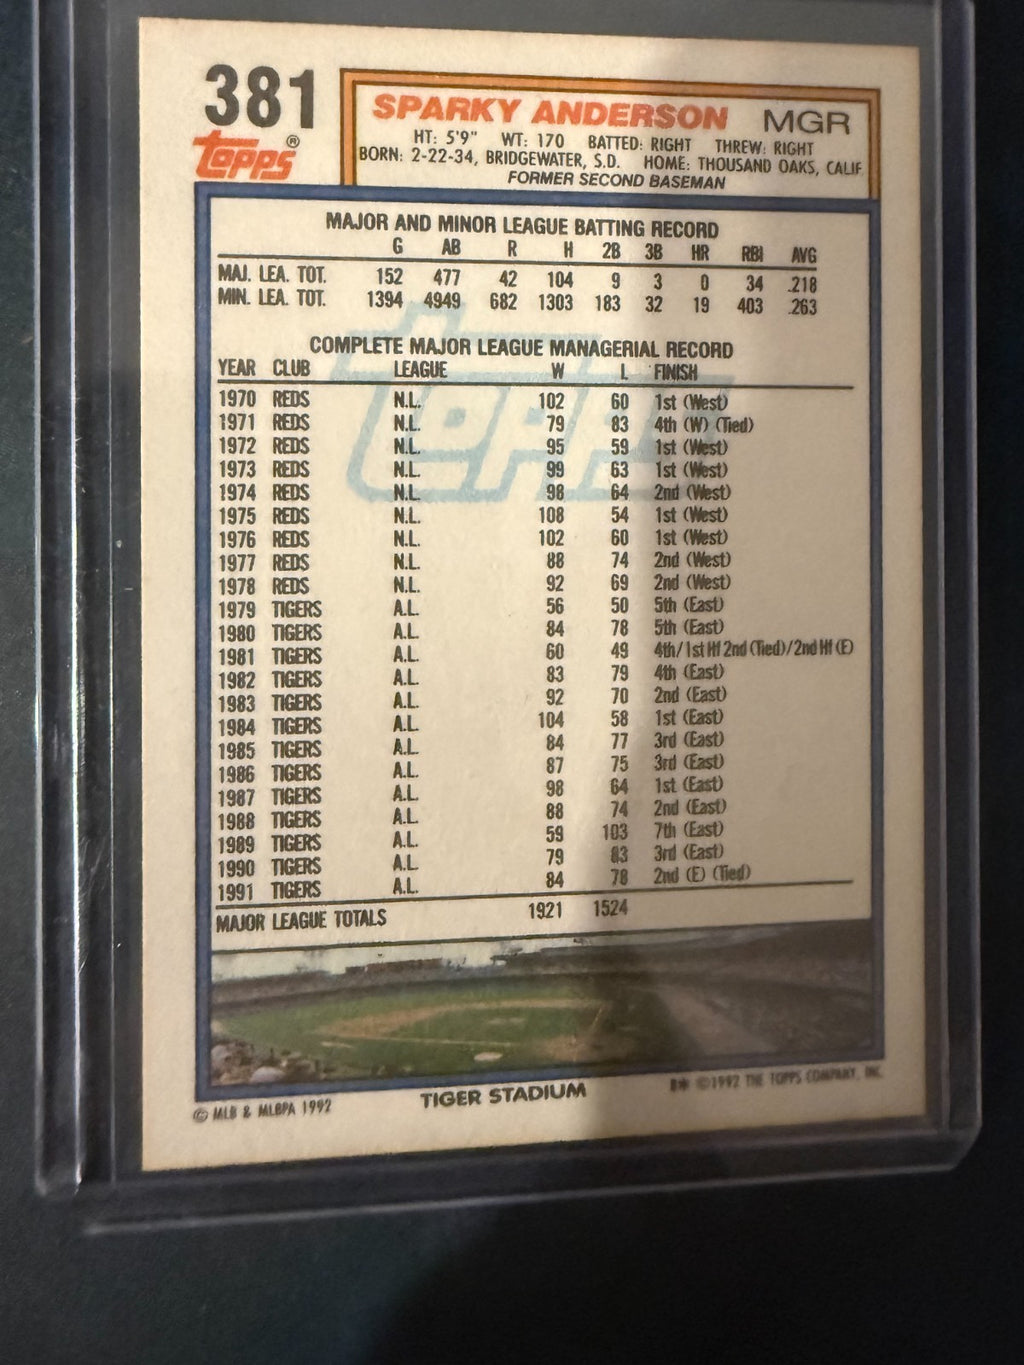 381
Topps®
SPARKY ANDERSON MGR
HT: 5'9" WT: 170 BATTED: RIGHT THREW: RIGHT
BORN: 2-22-34, BRIDGEWATER, S.D. HOME: THOUSAND OAKS, CALIF
FORMER SECOND BASEMAN
MAJOR AND MINOR LEAGUE BATTING RECORD
G AB R H 2B 3B HR RBI AVG
MAJ. LEA. TOT. 152 477 42 104 9 3 0 34 .218
MIN. LEA. TOT. 1394 4949 682 1303 183 32 19 403 .263
COMPLETE MAJOR LEAGUE MANAGERIAL RECORD
YEAR CLUB LEAGUE W L FINISH
1970 REDS N.L. 102 60 1st (West)
1971 REDS N.L. 79 83 4th (W) (Tied)
1972 REDS N.L. 95 59 1st (West)
1973 REDS N.L. 99 63 1st (West)
1974 REDS N.L. 98 64 2nd (West)
1975 REDS N.L. 108 54 1st (West)
1976 REDS N.L. 102 60 1st (West)
1977 REDS N.L. 88 74 2nd (West)
1978 REDS N.L. 92 69 2nd (West)
1979 TIGERS A.L. 56 50 5th (East)
1980 TIGERS A.L. 84 78 5th (East)
1981 TIGERS A.L. 60 49 4th/1st Hf 2nd (Tied)/2nd Hf (E)
1982 TIGERS A.L. 83 79 4th (East)
1983 TIGERS A.L. 92 70 2nd (East)
1984 TIGERS A.L. 104 58 1st (East)
1985 TIGERS A.L. 84 77 3rd (East)
1986 TIGERS A.L. 87 75 3rd (East)
1987 TIGERS A.L. 98 64 1st (East)
1988 TIGERS A.L. 88 74 2nd (East)
1989 TIGERS A.L. 59 103 7th (East)
1990 TIGERS A.L. 79 83 3rd (East)
1991 TIGERS A.L. 84 78 2nd (E) (Tied)
MAJOR LEAGUE TOTALS 1921 1524
TIGER STADIUM
© MLB & MLBPA 1992
B* ©1992 THE TOPPS COMPANY, INC.